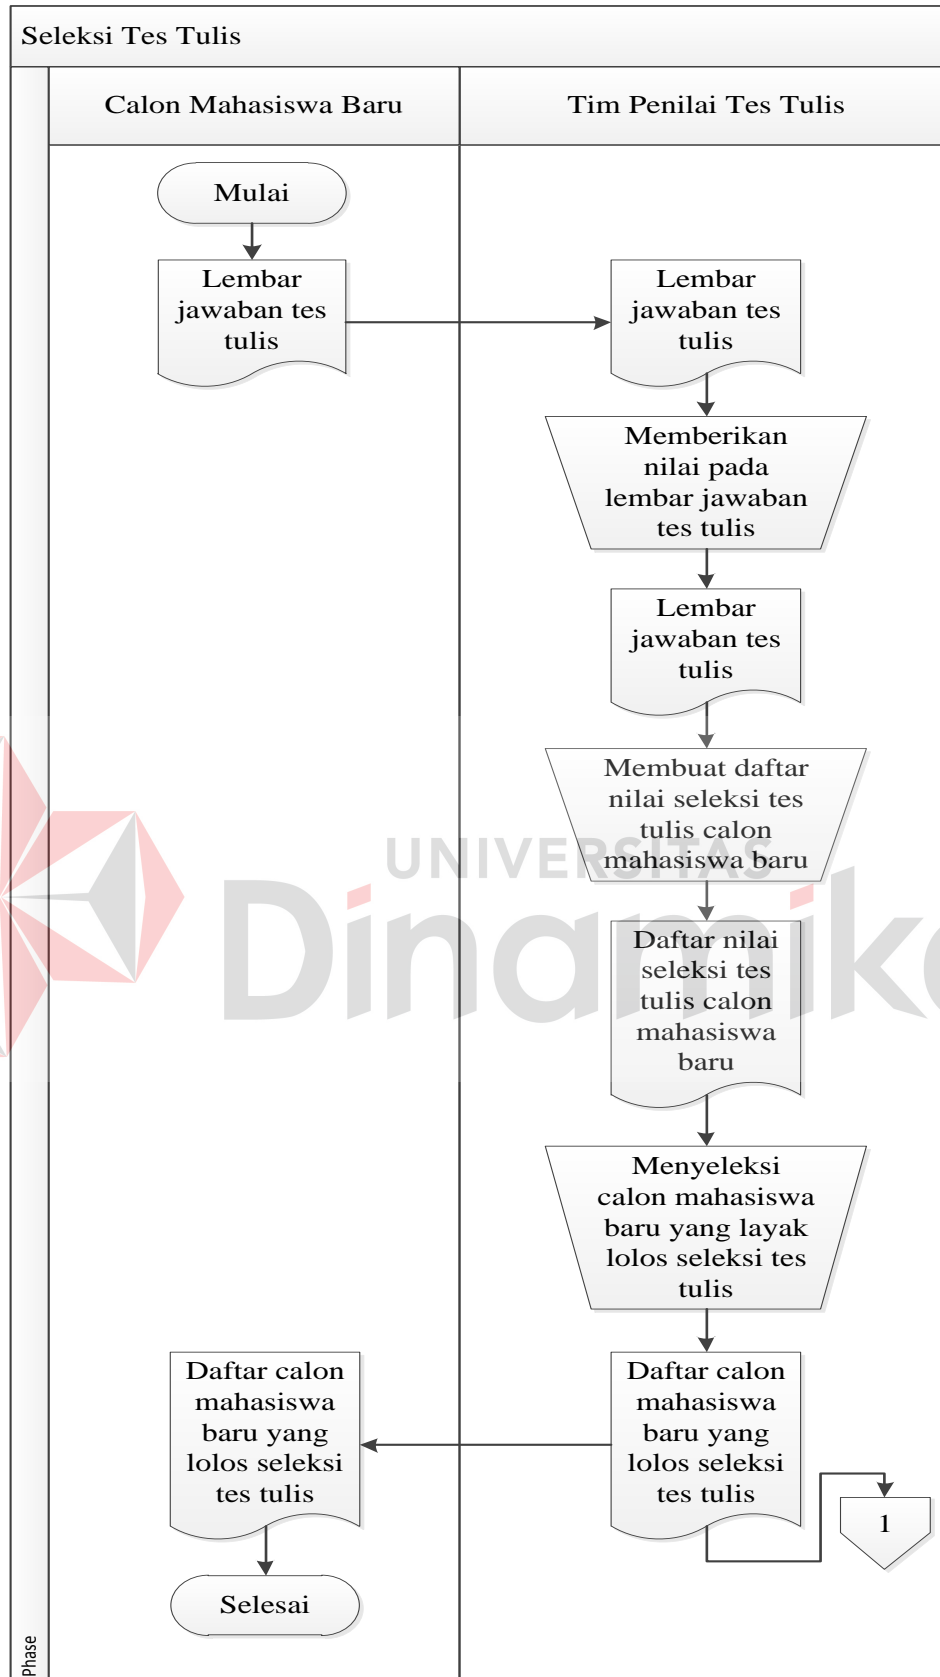 Seleksi Tes Tulis
Calon Mahasiswa Baru
Tim Penilai Tes Tulis
Mulai
Lembar
jawaban tes
tulis
Lembar
jawaban tes
tulis
Memberikan
nilai pada
lembar jawaban
tes tulis
Lembar
jawaban tes
tulis
Membuat daftar
nilai seleksi tes
tulis calon
mahasiswa baru
UNIVERSITAS
Dinamika
Daftar nilai
seleksi tes
tulis calon
mahasiswa
baru
Menyeleksi
calon mahasiswa
baru yang layak
lolos seleksi tes
tulis
Daftar calon
mahasiswa
baru yang
lolos seleksi
tes tulis
Daftar calon
mahasiswa
baru yang
lolos seleksi
tes tulis
1
Selesai
Phase